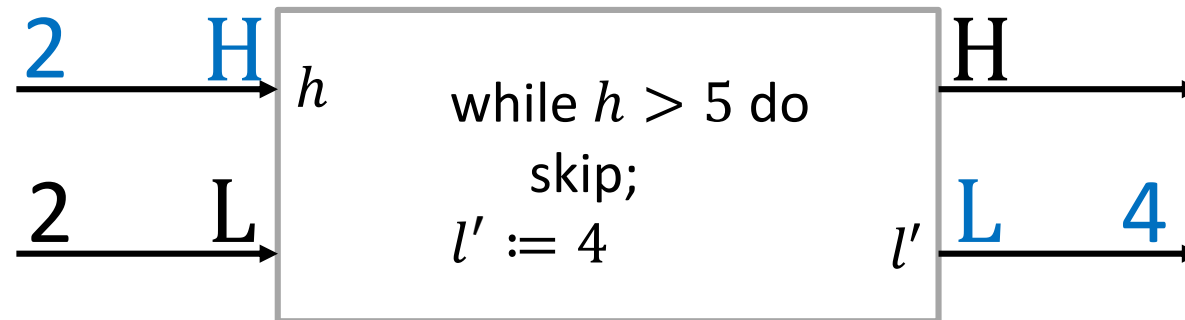 2 H H
h
while h > 5 do
skip;
2 L L 4
l′ ≔ 4 l′